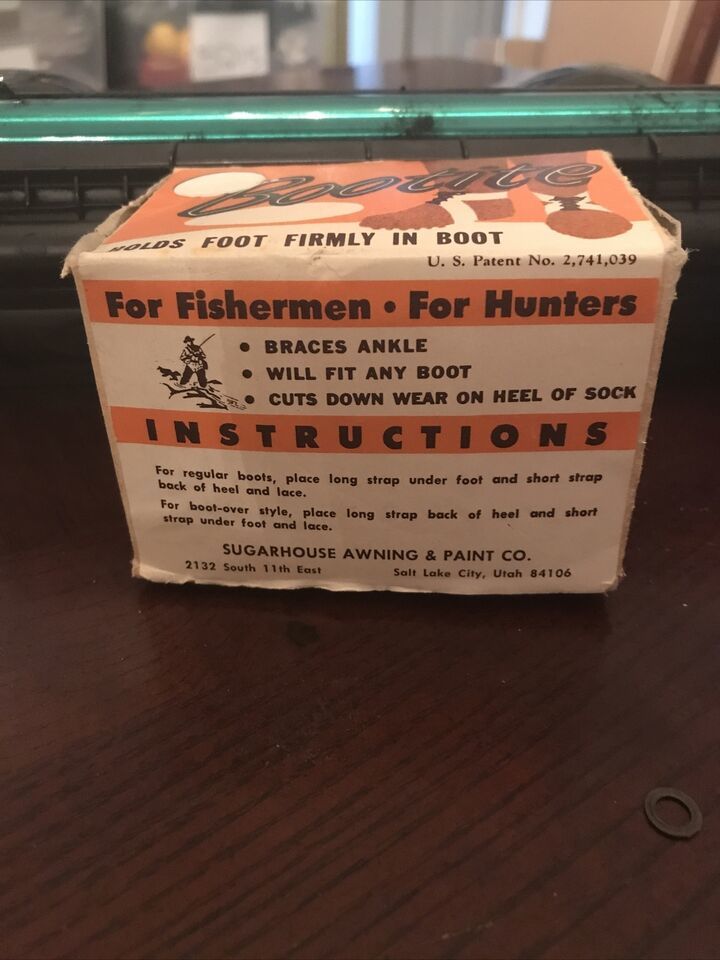 Bootite
HOLDS FOOT FIRMLY IN BOOT
U. S. Patent No. 2,741,039
For Fishermen • For Hunters
• BRACES ANKLE
• WILL FIT ANY BOOT
• CUTS DOWN WEAR ON HEEL OF SOCK
INSTRUCTIONS
For regular boots, place long strap under foot and short strap
back of heel and lace.
For boot-over style, place long strap back of heel and short
strap under foot and lace.
SUGARHOUSE AWNING & PAINT CO.
2132 South 11th East Salt Lake City, Utah 84106